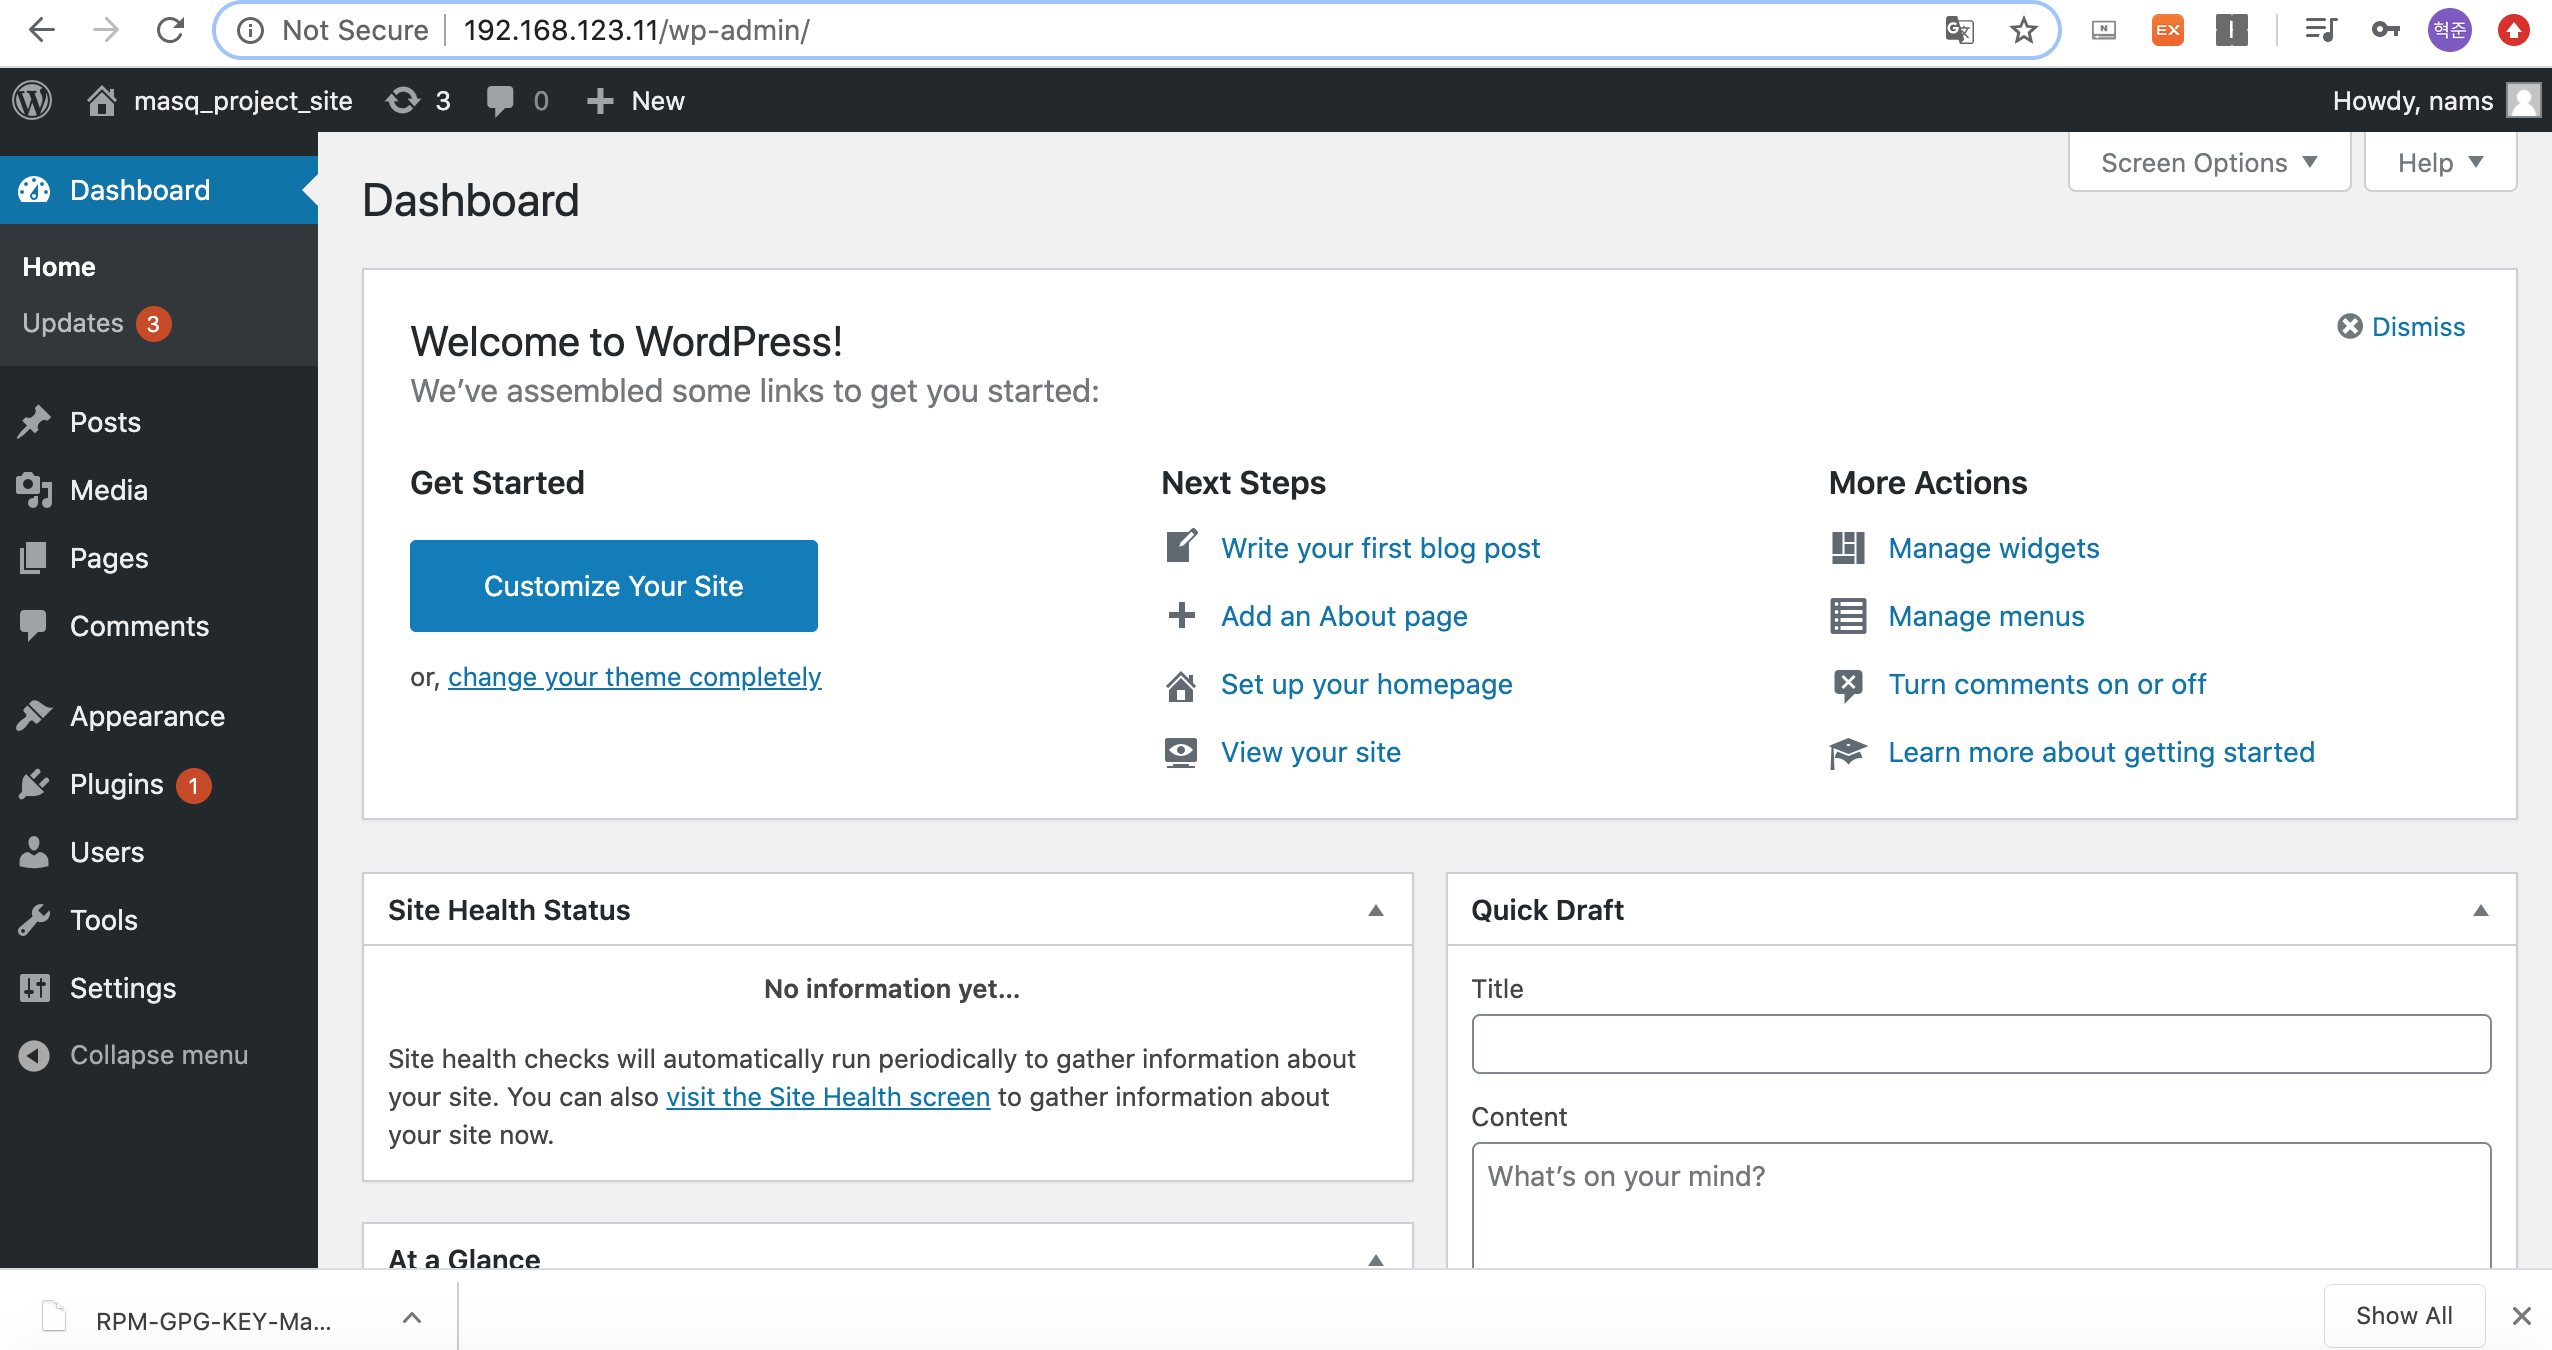 Not Secure 192.168.123.11/wp-admin/
EX
혁준
masq_project_site 3 0 New
Howdy, nams
Dashboard
Home
Updates 3
Posts
Media
Pages
Comments
Appearance
Plugins 1
Users
Tools
Settings
Collapse menu
Screen Options
Help
Dashboard
Welcome to WordPress!
We’ve assembled some links to get you started:
Dismiss
Get Started
Customize Your Site
or, change your theme completely
Next Steps
Write your first blog post
Add an About page
Set up your homepage
View your site
More Actions
Manage widgets
Manage menus
Turn comments on or off
Learn more about getting started
Site Health Status
No information yet…
Site health checks will automatically run periodically to gather information about
your site. You can also visit the Site Health screen to gather information about
your site now.
At a Glance
Quick Draft
Title
Content
What’s on your mind?
RPM-GPG-KEY-Ma...
Show All